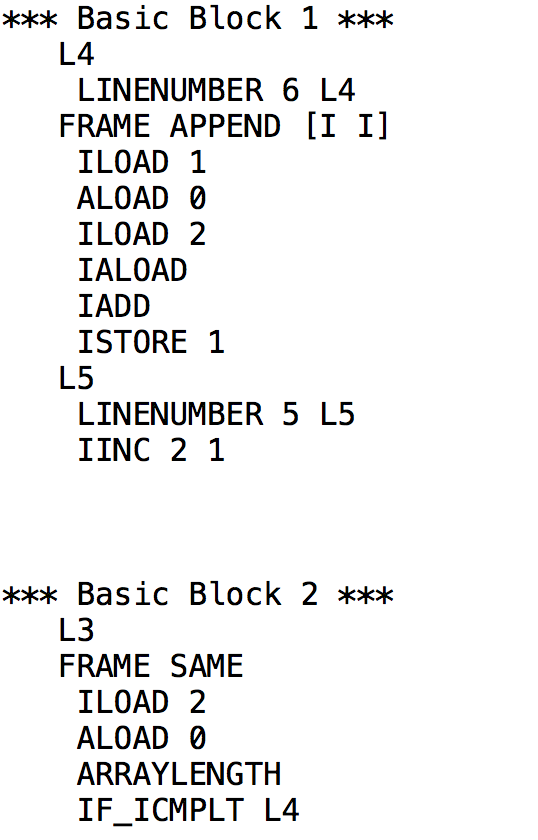 *** Basic Block 1 ***
L4
LINENUMBER 6 L4
FRAME APPEND [I I]
ILOAD 1
ALOAD 0
ILOAD 2
IALOAD
IADD
ISTORE 1
L5
LINENUMBER 5 L5
IINC 2 1
*** Basic Block 2 ***
L3
FRAME SAME
ILOAD 2
ALOAD 0
ARRAYLENGTH
IF_ICMPLT L4